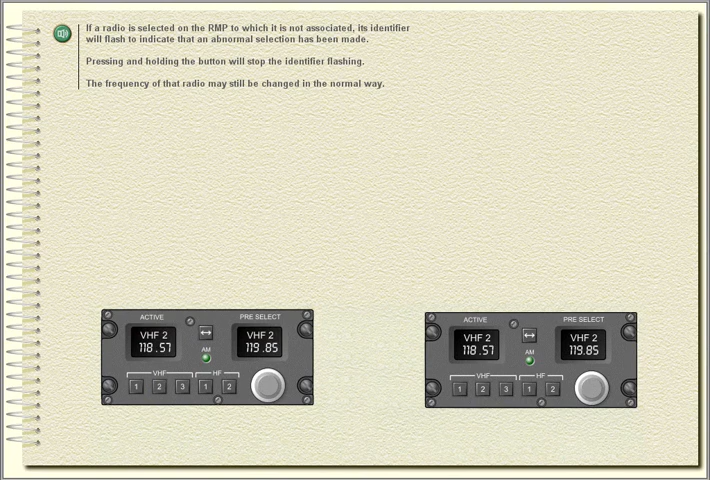 If a radio is selected on the RMP to which it is not associated, its identifier
will flash to indicate that an abnormal selection has been made.
Pressing and holding the button will stop the identifier flashing.
The frequency of that radio may still be changed in the normal way.
ACTIVE PRE SELECT
VHF 2 VHF 2
118.57 119.85
AM
VHF HF
1 2 3 1 2
ACTIVE PRE SELECT
VHF 2 VHF 2
118.57 119.85
AM
VHF HF
1 2 3 1 2